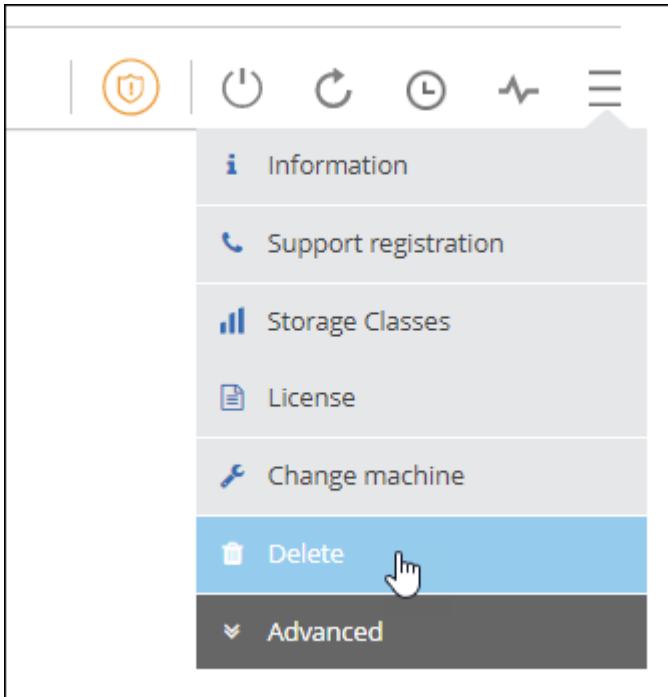 Information
Support registration
Storage Classes
License
Change machine
Delete
Advanced